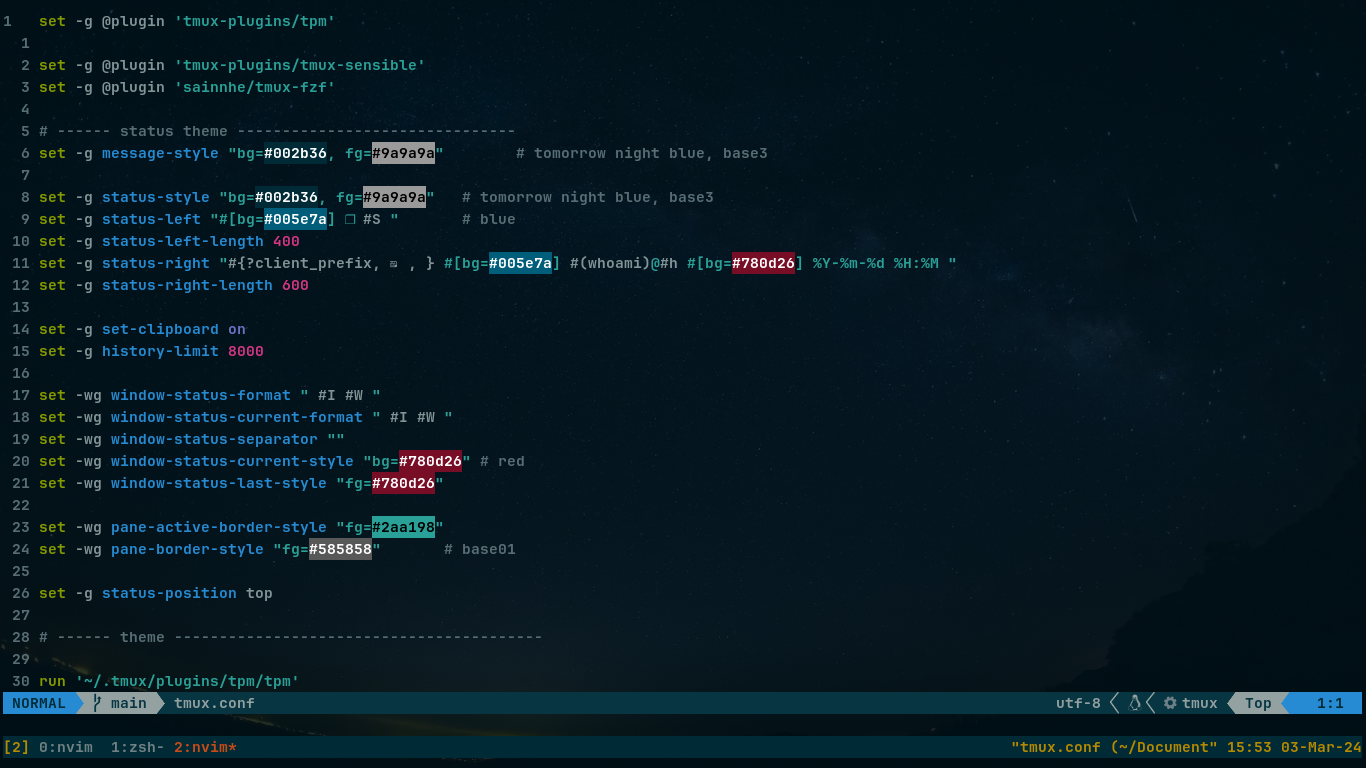 1   set -g @plugin 'tmux-plugins/tpm'
  1
  2 set -g @plugin 'tmux-plugins/tmux-sensible'
  3 set -g @plugin 'sainnhe/tmux-fzf'
  4
  5 # ------ status theme -------------------------------
  6 set -g message-style "bg=#002b36, fg=#9a9a9a"        # tomorrow night blue, base3
  7
  8 set -g status-style "bg=#002b36, fg=#9a9a9a"   # tomorrow night blue, base3
  9 set -g status-left "#[bg=#005e7a] ❐ #S "       # blue
 10 set -g status-left-length 400
 11 set -g status-right "#{?client_prefix, ⌨ , } #[bg=#005e7a] #(whoami)@#h #[bg=#780d26] %Y-%m-%d %H:%M "
 12 set -g status-right-length 600
 13
 14 set -g set-clipboard on
 15 set -g history-limit 8000
 16
 17 set -wg window-status-format " #I #W "
 18 set -wg window-status-current-format " #I #W "
 19 set -wg window-status-separator ""
 20 set -wg window-status-current-style "bg=#780d26" # red
 21 set -wg window-status-last-style "fg=#780d26"
 22
 23 set -wg pane-active-border-style "fg=#2aa198"
 24 set -wg pane-border-style "fg=#585858"       # base01
 25
 26 set -g status-position top
 27
 28 # ------ theme -----------------------------------------
 29
 30 run '~/.tmux/plugins/tpm/tpm'
NORMAL main tmux.conf utf-8 tmux Top 1:1
[2] 0:nvim  1:zsh- 2:nvim* "tmux.conf (~/Document" 15:53 03-Mar-24